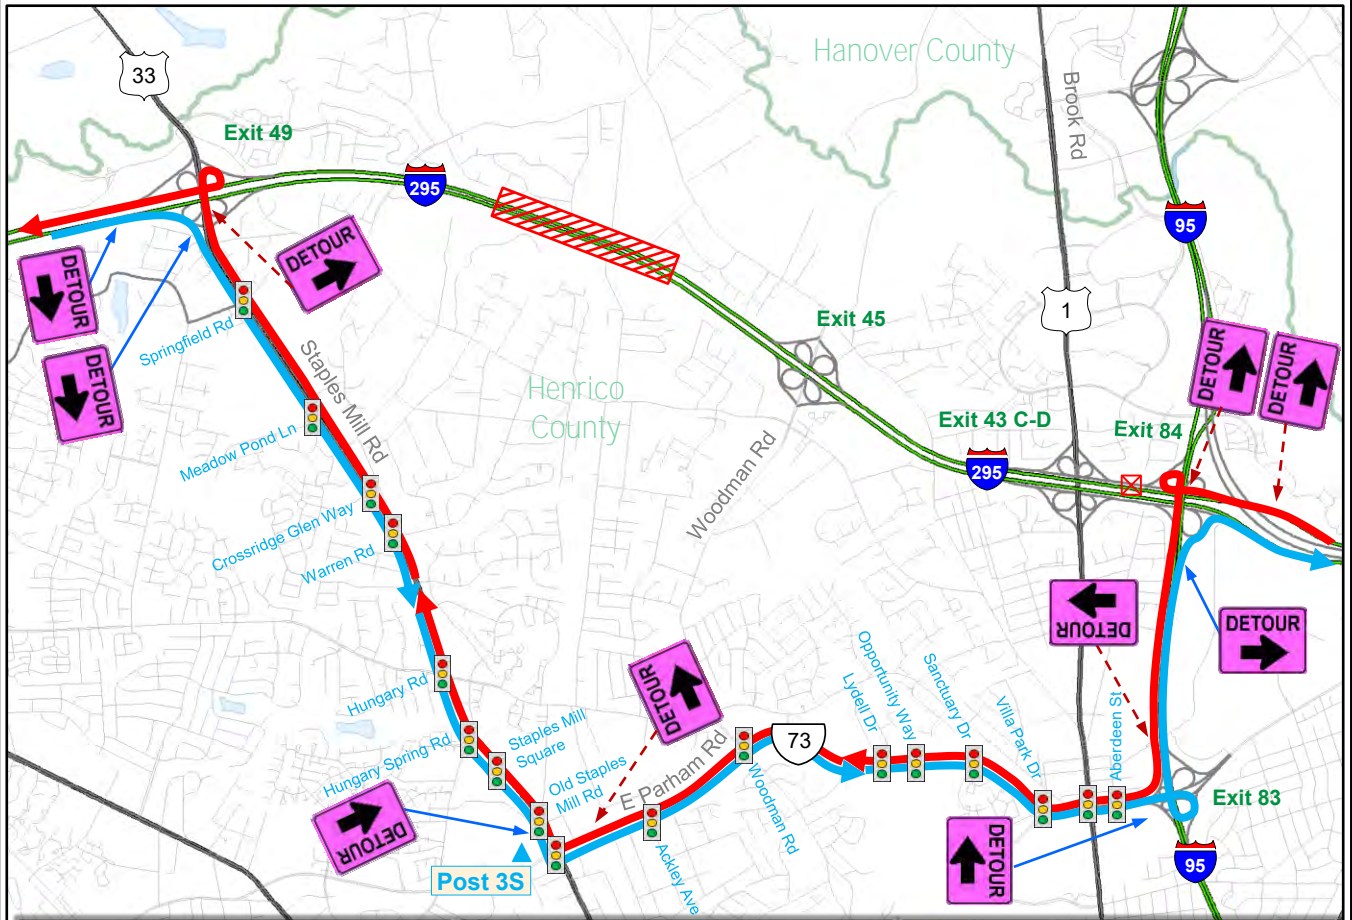 Hanover County
33
Exit 49
Brook Rd
295
95
DETOUR
DETOUR
1
Exit 45
Springfield Rd
Staples Mill Rd
DETOUR
DETOUR
DETOUR
Henrico
County
Exit 43 C-D
Exit 84
Meadow Pond Ln
Woodman Rd
295
Crossridge Glen Way
Warren Rd
DETOUR
DETOUR
Hungary Rd
DETOUR
Opportunity Way
Lydell Dr
Sanctuary Dr
Villa Park Dr
Aberdeen St
Hungary Spring Rd
Staples Mill
Square
73
Old Staples
Mill Rd
E Parham Rd
Woodman Rd
Exit 83
DETOUR
DETOUR
Ackley Ave
Post 3S
95